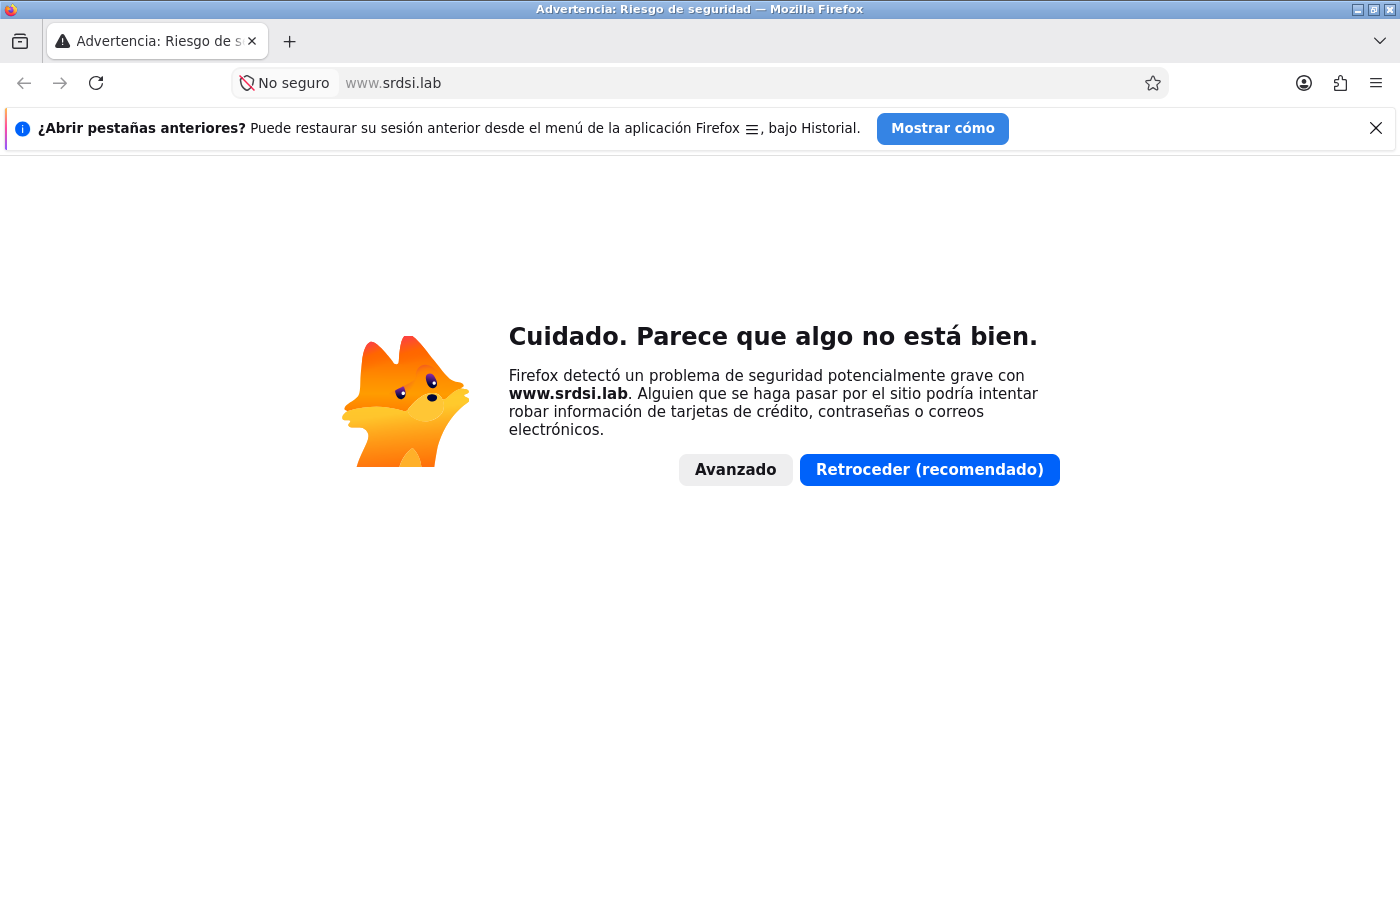 Advertencia: Riesgo de seguridad — Mozilla Firefox
Advertencia: Riesgo de s
No seguro
www.srdsi.lab
¿Abrir pestañas anteriores? Puede restaurar su sesión anterior desde el menú de la aplicación Firefox ☰, bajo Historial.
Mostrar cómo
Cuidado. Parece que algo no está bien.
Firefox detectó un problema de seguridad potencialmente grave con
www.srdsi.lab. Alguien que se haga pasar por el sitio podría intentar
robar información de tarjetas de crédito, contraseñas o correos
electrónicos.
Avanzado
Retroceder (recomendado)